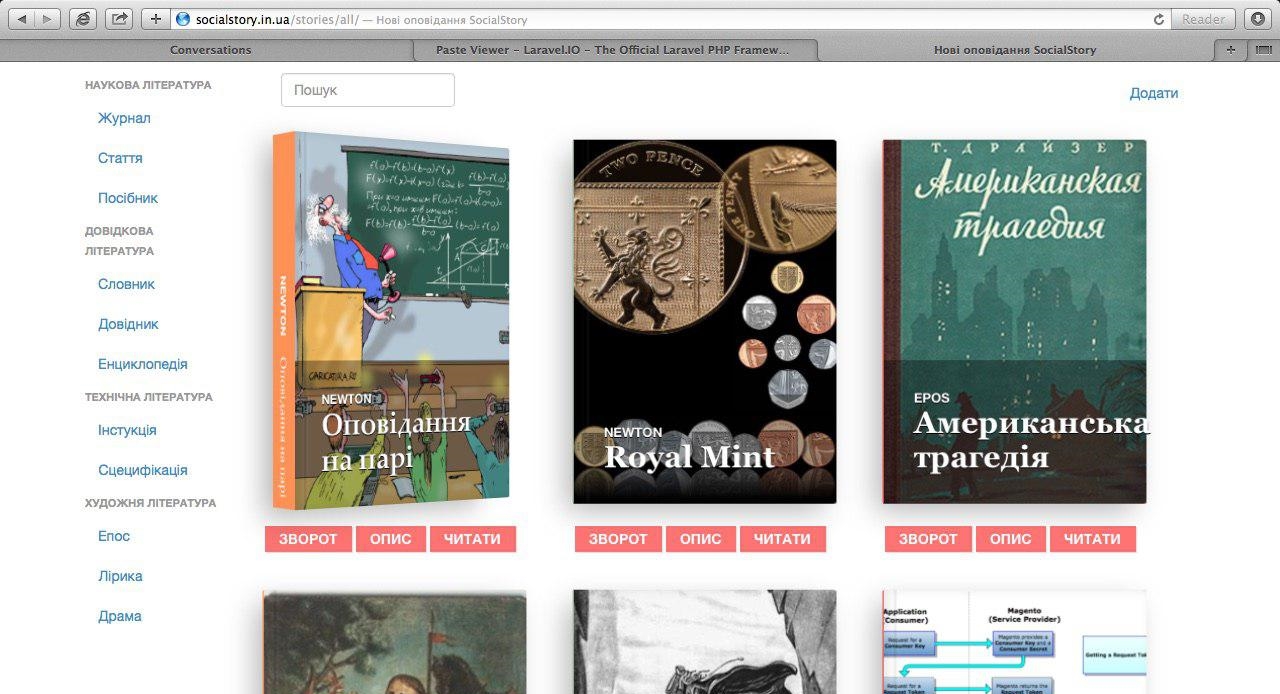 socialstory.in.ua/stories/all/ — Нові оповідання SocialStory
Reader
Conversations
Paste Viewer – Laravel.IO – The Official Laravel PHP Framew...
Нові оповідання SocialStory
НАУКОВА ЛІТЕРАТУРА
Журнал
Стаття
Посібник
ДОВІДКОВА
ЛІТЕРАТУРА
Словник
Довідник
Енциклопедія
ТЕХНІЧНА ЛІТЕРАТУРА
Інстукція
Сцецифікація
ХУДОЖНЯ ЛІТЕРАТУРА
Епос
Лірика
Драма
Пошук
Додати
NEWTON Оповідання на парі
CARICATURA.RU
NEWTON
Оповідання
на парі
TWO PENCE
ONE PENNY
NEWTON
Royal Mint
Т. ДРАЙЗЕР
Американская
трагедия
EPOS
Американська
трагедія
ЗВОРОТ ОПИС ЧИТАТИ
ЗВОРОТ ОПИС ЧИТАТИ
ЗВОРОТ ОПИС ЧИТАТИ
Application
(Consumer)
Magento
(Service Provider)
Request for a
Consumer Key
Magento provides a
Consumer Key and a
Consumer Secret
Getting a Request
Request for a
Request Token
Magento returns the
Request Token